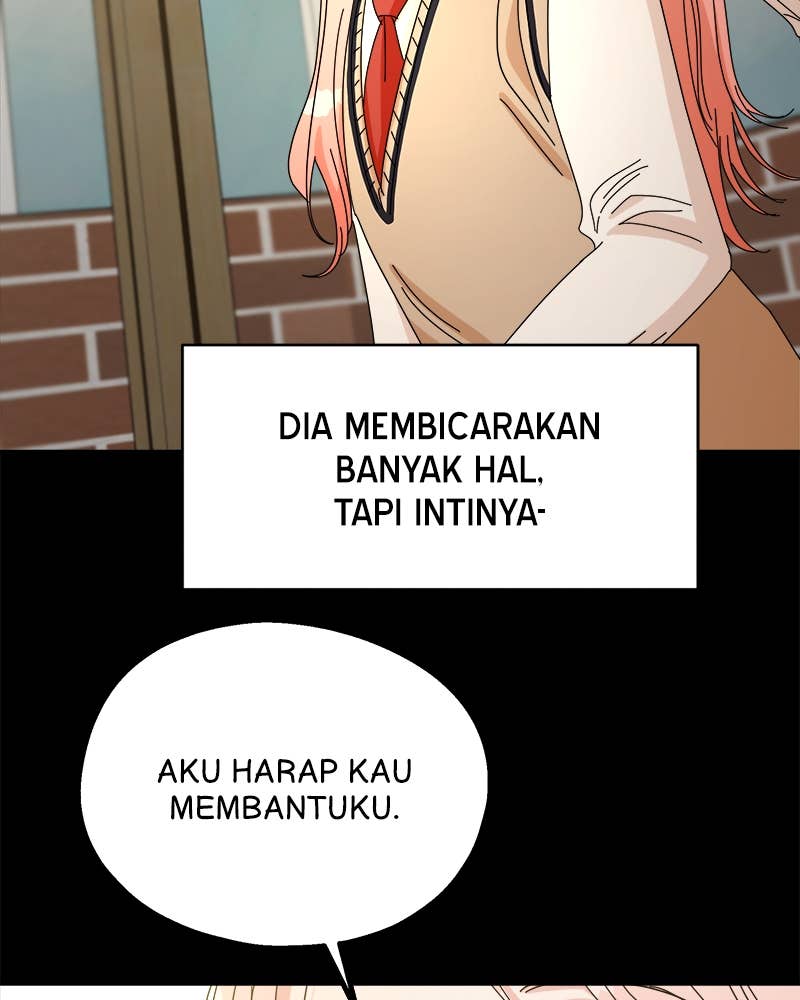 DIA MEMBICARAKAN
BANYAK HAL,
TAPI INTINYA-
AKU HARAP KAU
MEMBANTUKU.